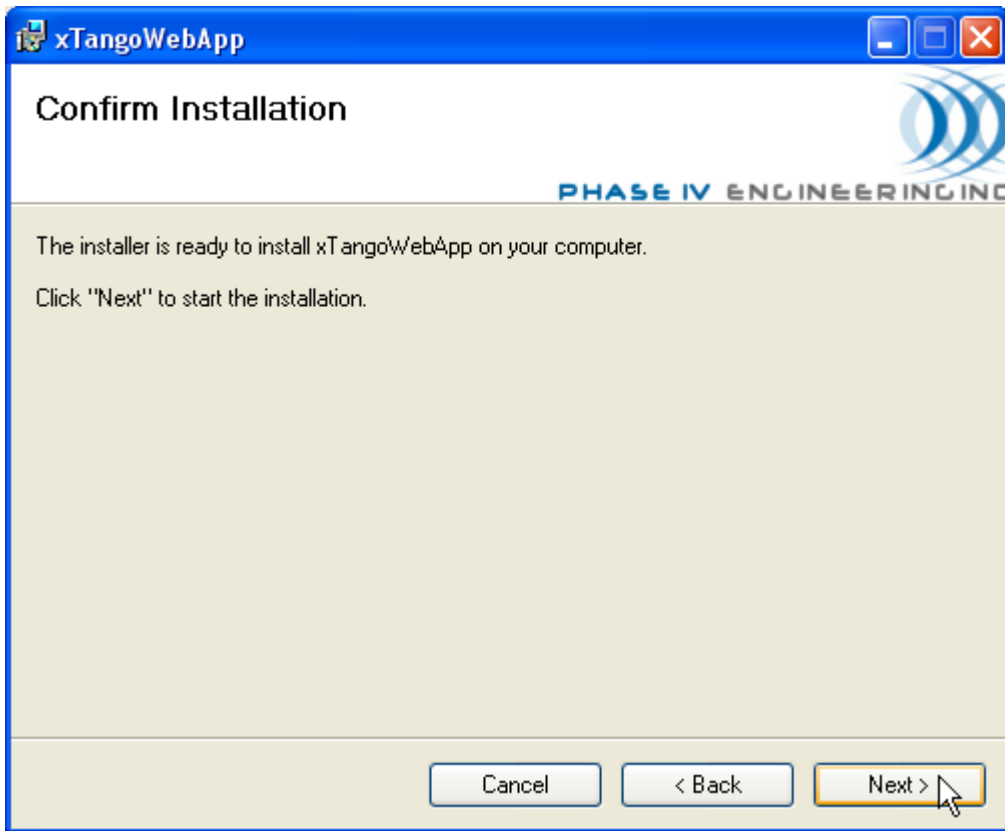 xTangoWebApp
Confirm Installation
PHASE IV ENGINEERING INC
The installer is ready to install xTangoWebApp on your computer.
Click "Next" to start the installation.
Cancel
< Back
Next >